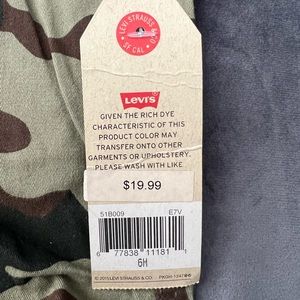 LEVI STRAUSS & CO
SF CAL
Levi's
GIVEN THE RICH DYE
CHARACTERISTIC OF THIS
PRODUCT COLOR MAY
TRANSFER ONTO OTHER
GARMENTS OR UPHOLSTERY.
PLEASE WASH WITH LIKE
$19.99
51B009 E7V
6 77838 11181 1
6M
© 2015 LEVI STRAUSS & CO.